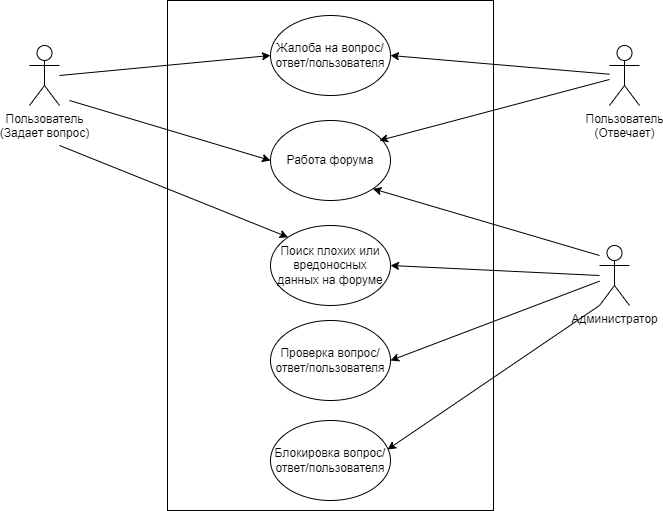 Жалоба на вопрос/
ответ/пользователя
Пользователь
(Задает вопрос)
Пользователь
(Отвечает)
Работа форума
Поиск плохих или
вредоносных
данных на форуме
Администратор
Проверка вопрос/
ответ/пользователя
Блокировка вопрос/
ответ/пользователя